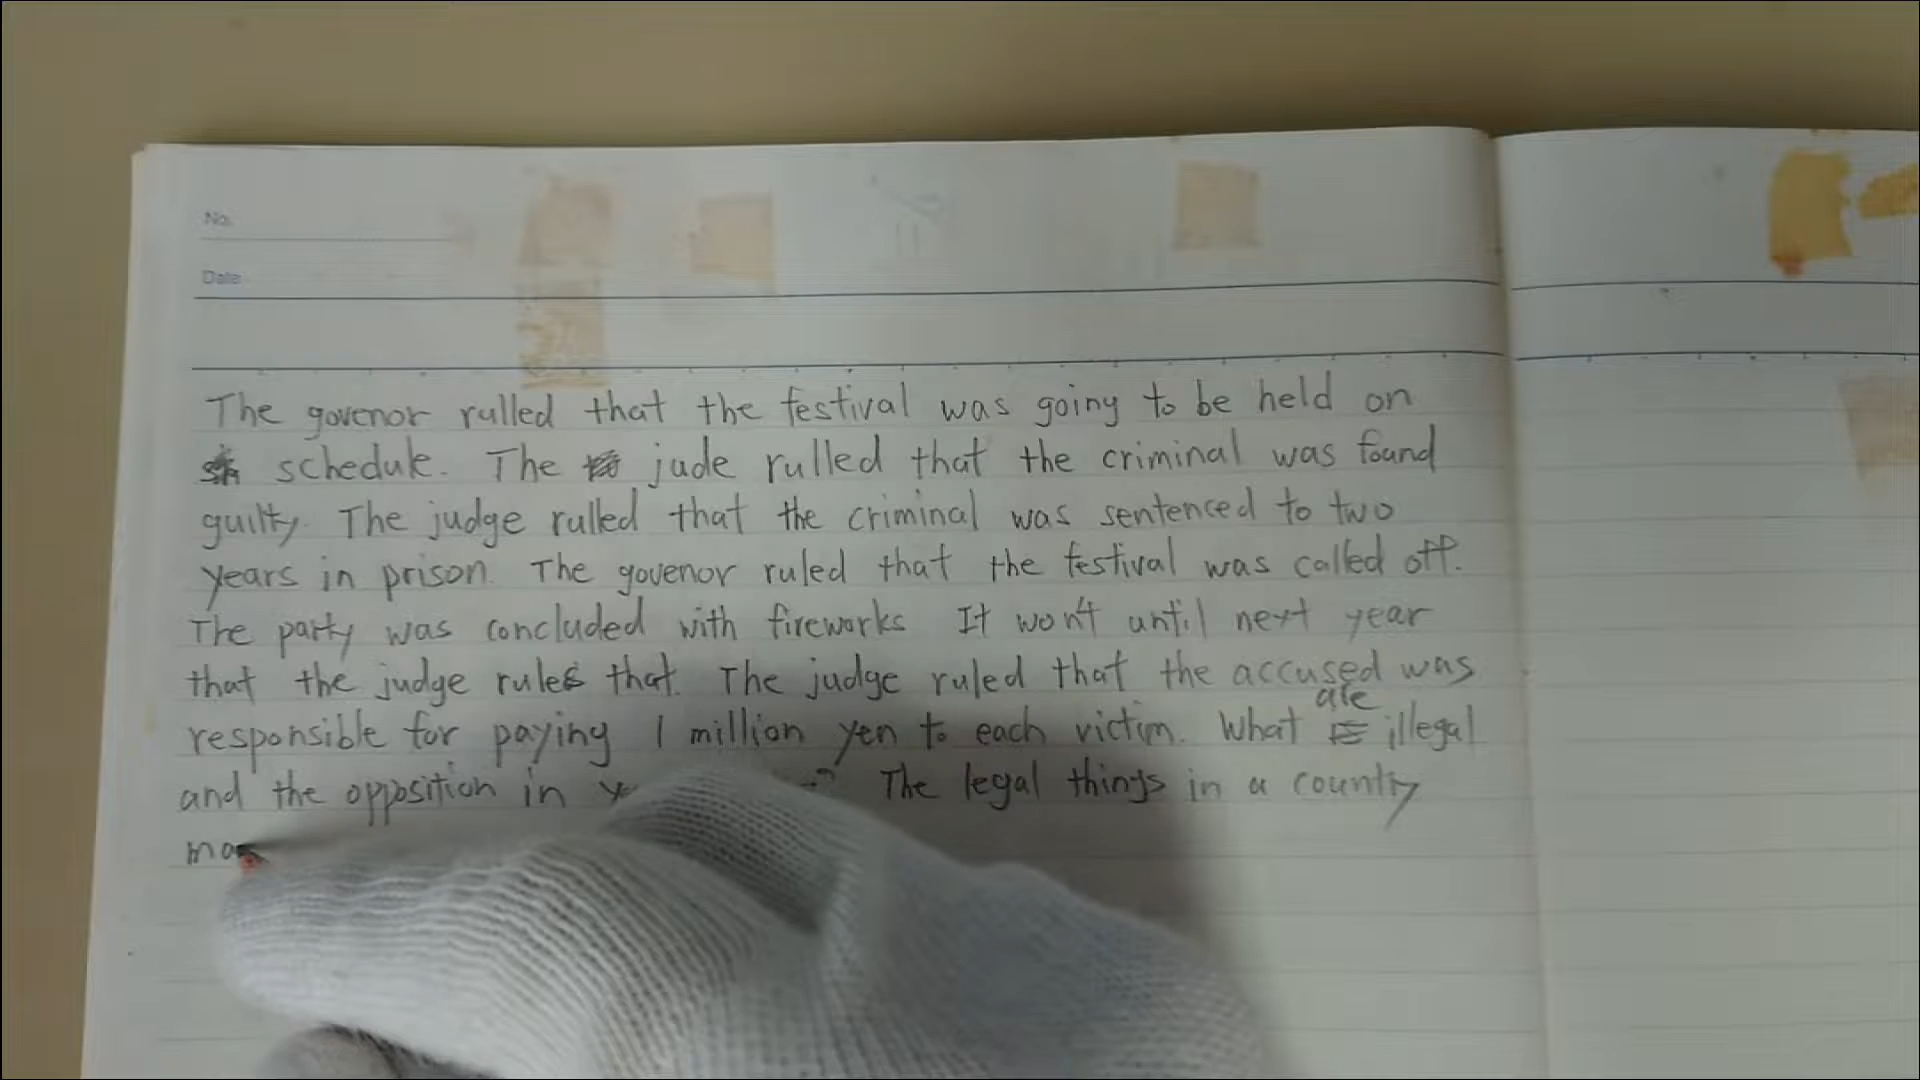 No.
Date
The govenor rulled that the festival was going to be held on
schedule. The jude rulled that the criminal was found
guilty. The judge rulled that the criminal was sentenced to two
years in prison. The govenor ruled that the festival was called off.
The party was concluded with fireworks It won't until next year
that the judge rules that. The judge ruled that the accused was
are
responsible for paying 1 million yen to each victim. What illegal
and the opposition in The legal things in a county